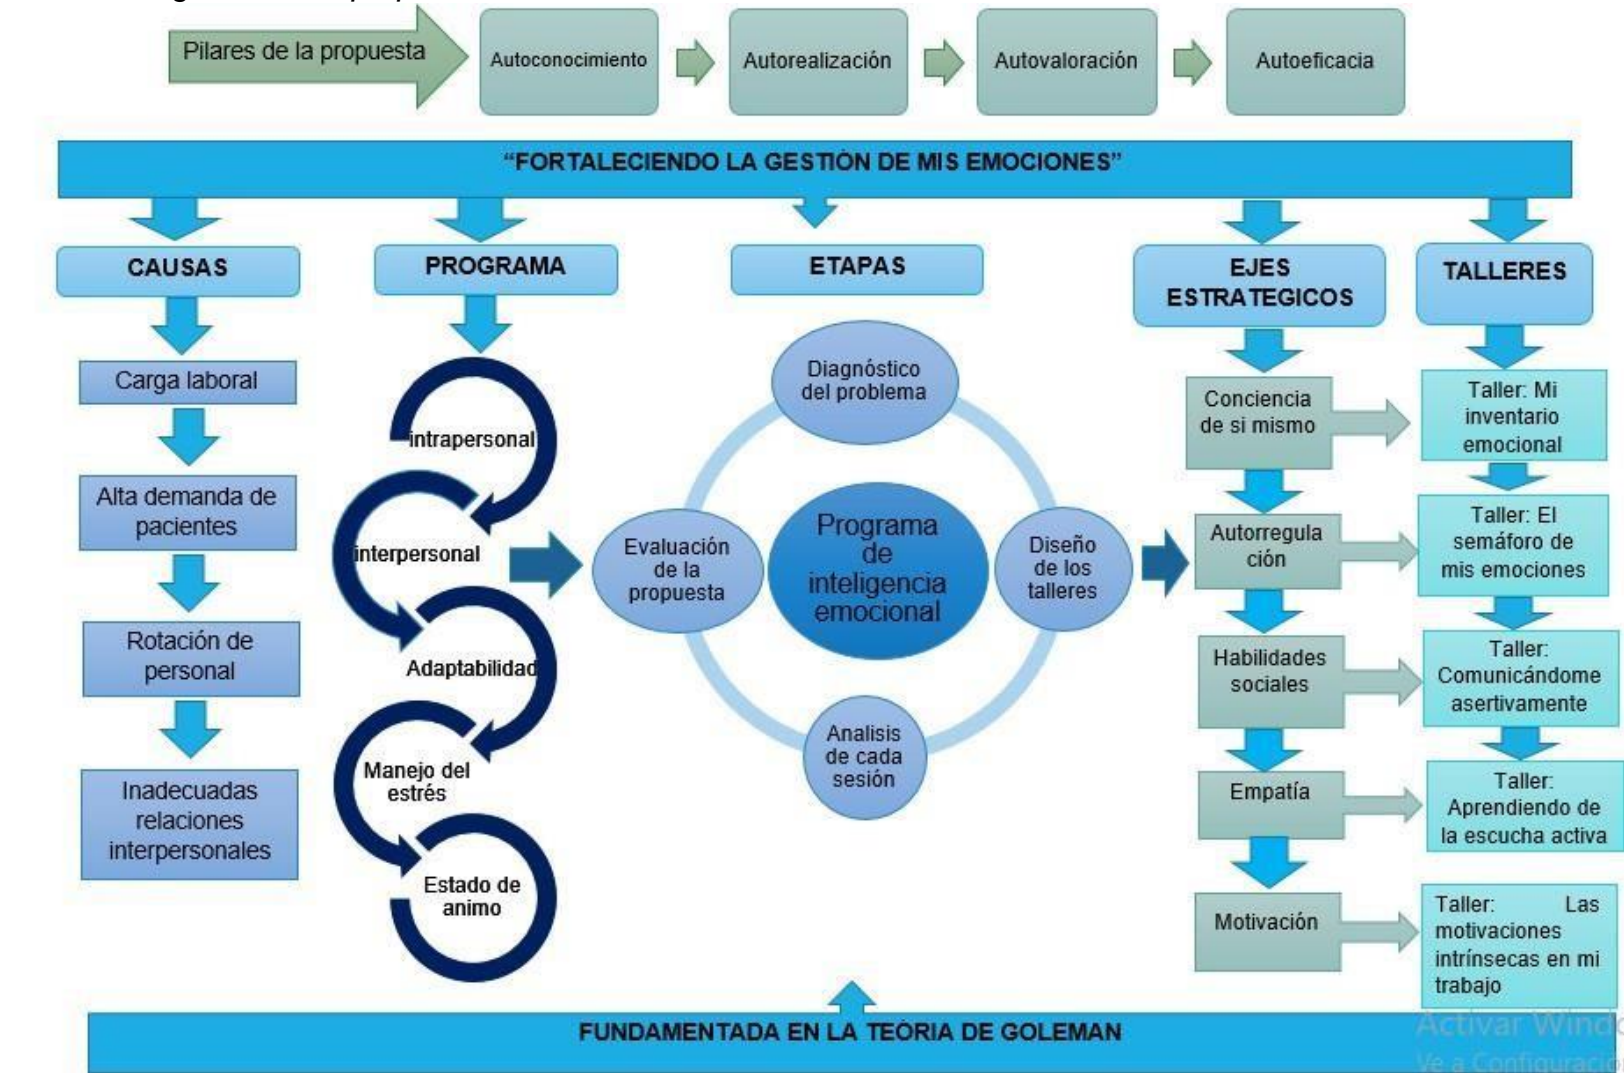 Pilares de la propuesta
Autoconocimiento
Autorealización
Autovaloración
Autoeficacia
“FORTALECIENDO LA GESTIÓN DE MIS EMOCIONES”
CAUSAS
Carga laboral
Alta demanda de
pacientes
Rotación de
personal
Inadecuadas
relaciones
interpersonales
PROGRAMA
intrapersonal
interpersonal
Adaptabilidad
Manejo del
estrés
Estado de
animo
ETAPAS
Diagnóstico
del problema
Evaluación
de la
propuesta
Programa
de
inteligencia
emocional
Diseño
de los
talleres
Analisis
de cada
sesión
EJES
ESTRATEGICOS
Conciencia
de si mismo
Autorregula
ción
Habilidades
sociales
Empatía
Motivación
TALLERES
Taller: Mi
inventario
emocional
Taller: El
semáforo de
mis emociones
Taller:
Comunicándome
asertivamente
Taller:
Aprendiendo de
la escucha activa
Taller: Las
motivaciones
intrínsecas en mi
trabajo
FUNDAMENTADA EN LA TEÓRIA DE GOLEMAN
Activar
Ve a